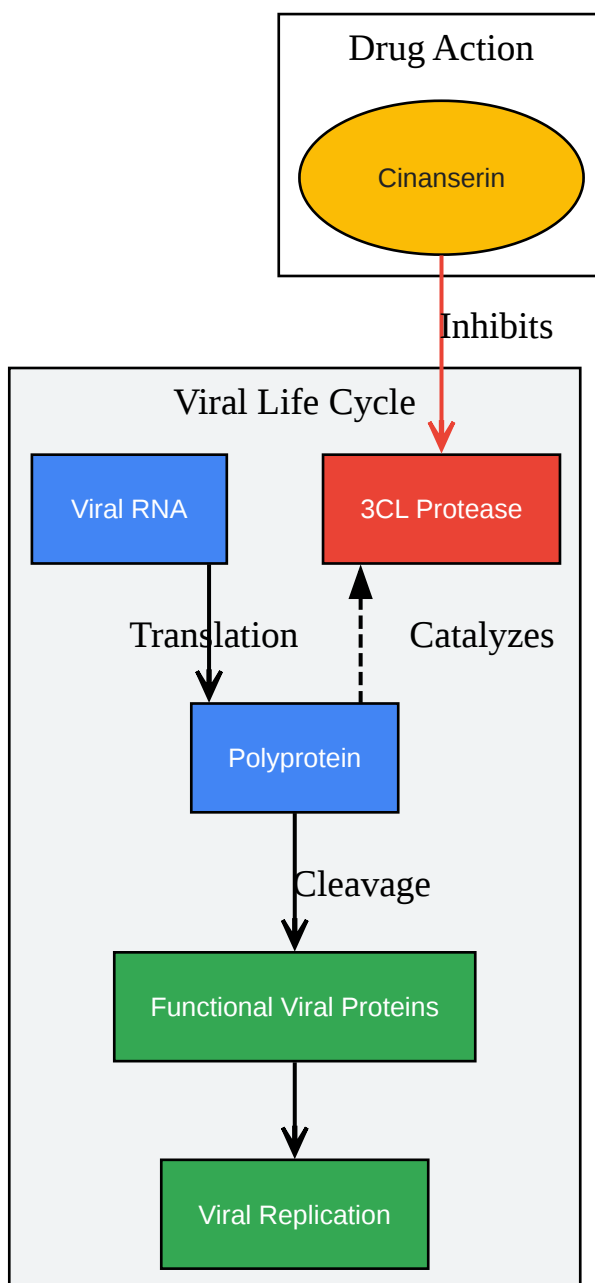 Drug Action
Cinanserin
Inhibits
Viral Life Cycle
Viral RNA
3CL Protease
Translation
Catalyzes
Polyprotein
Cleavage
Functional Viral Proteins
Viral Replication